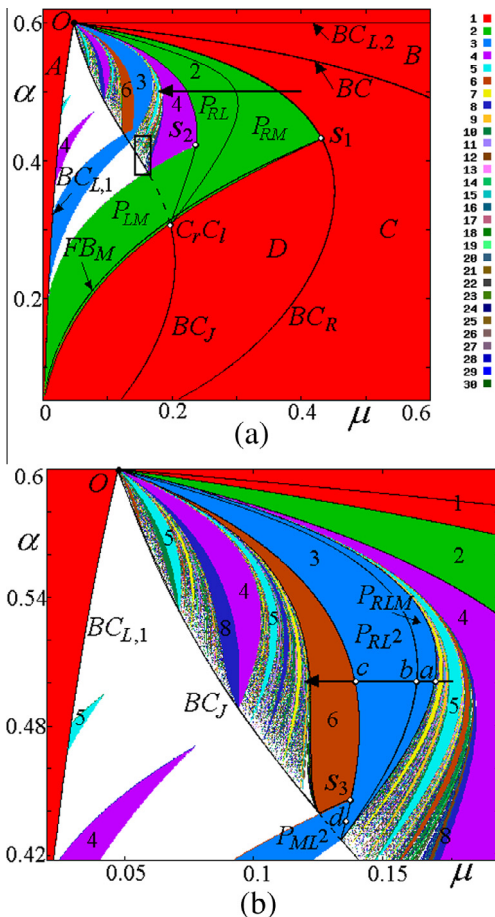 0.6
O
BC_{L,2}
B
BC
A
α
6
3
4
2
P_{RL}
P_{RM}
s_2
s_1
4
0.4
BC_{L,1}
P_{LM}
C_rC_l
FB_M
D
C
0.2
BC_J
BC_R
0
0.2
0.4
μ
0.6
(a)
1
2
3
4
5
6
7
8
9
10
11
12
13
14
15
16
17
18
19
20
21
22
23
24
25
26
27
28
29
30
0.6
O
1
α
2
5
3
4
0.54
4
P_{RLM}
P_{RL^2}
BC_{L,1}
8
5
c
b
a
5
BC_J
6
0.48
5
s_3
d
4
P_{ML^2}
8
0.42
0.05
0.1
0.15
μ
(b)